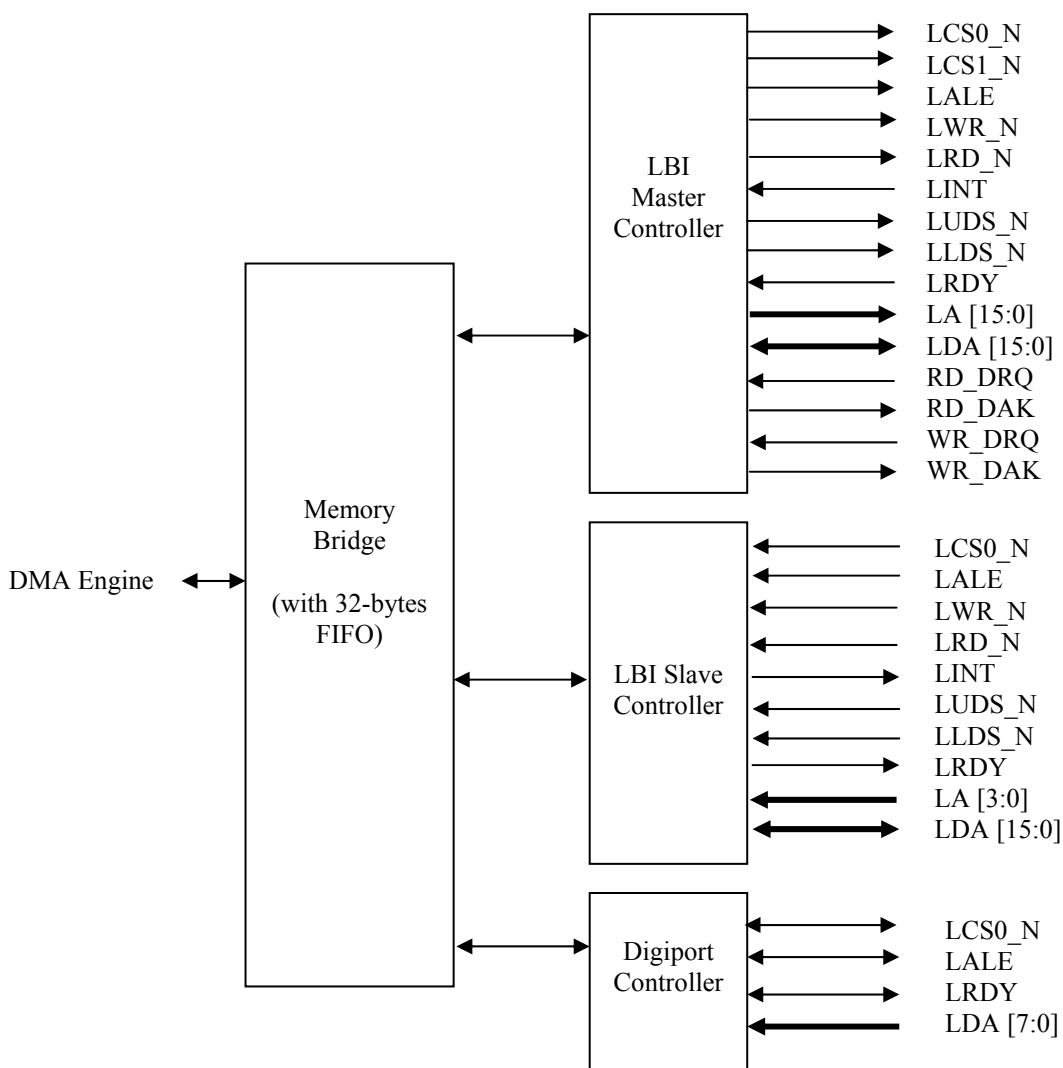 LCS0_N
LCS1_N
LALE
LWR_N
LRD_N
LINT
LUDS_N
LLDS_N
LRDY
LA [15:0]
LDA [15:0]
RD_DRQ
RD_DAK
WR_DRQ
WR_DAK
LBI
Master
Controller
Memory
Bridge
(with 32-bytes
FIFO)
DMA Engine
LCS0_N
LALE
LWR_N
LRD_N
LINT
LUDS_N
LLDS_N
LRDY
LA [3:0]
LDA [15:0]
LBI Slave
Controller
Digiport
Controller
LCS0_N
LALE
LRDY
LDA [7:0]